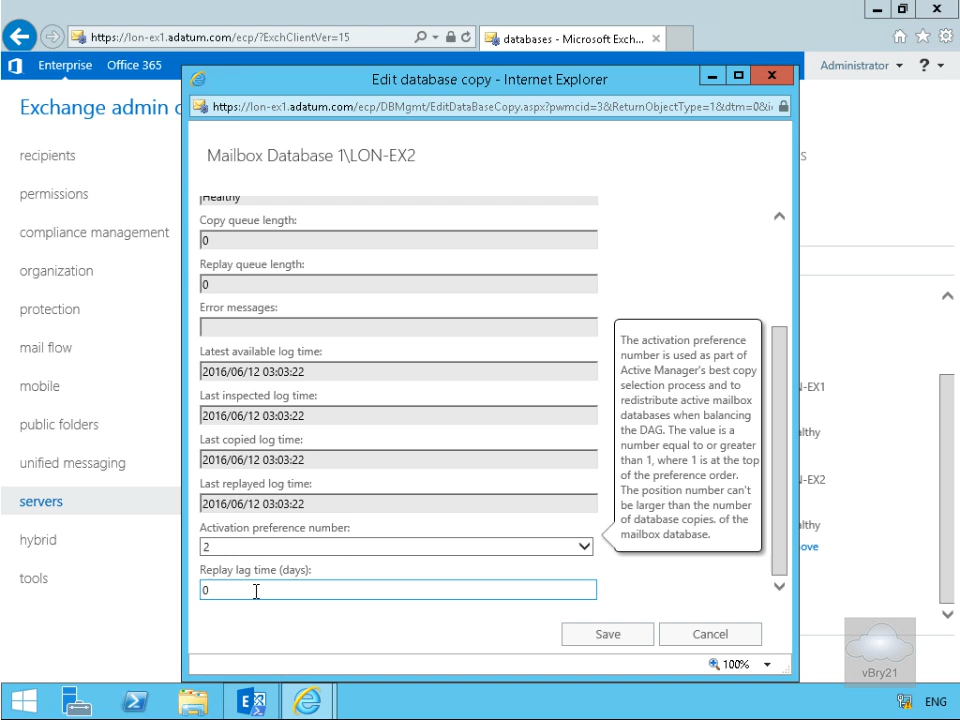 https://lon-ex1.adatum.com/ecp/?ExchClientVer=15
databases - Microsoft Exch...
Enterprise
Office 365
Administrator
?
Edit database copy - Internet Explorer
https://lon-ex1.adatum.com/ecp/DBMgmt/EditDataBaseCopy.aspx?pwmcid=3&ReturnObjectType=1&dtm=0&i
Exchange admin c
Mailbox Database 1\LON-EX2
recipients
permissions
compliance management
organization
protection
mail flow
mobile
public folders
unified messaging
servers
hybrid
tools
Healthy
Copy queue length:
0
Replay queue length:
0
Error messages:
Latest available log time:
2016/06/12 03:03:22
Last inspected log time:
2016/06/12 03:03:22
Last copied log time:
2016/06/12 03:03:22
Last replayed log time:
2016/06/12 03:03:22
Activation preference number:
2
Replay lag time (days):
0
The activation preference
number is used as part of
Active Manager's best copy
selection process and to
redistribute active mailbox
databases when balancing
the DAG. The value is a
number equal to or greater
than 1, where 1 is at the top
of the preference order.
The position number can't
be larger than the number
of database copies. of the
mailbox database.
s
N-EX1
lthy
-EX2
lthy
ove
Save
Cancel
100%
vBry21
ENG